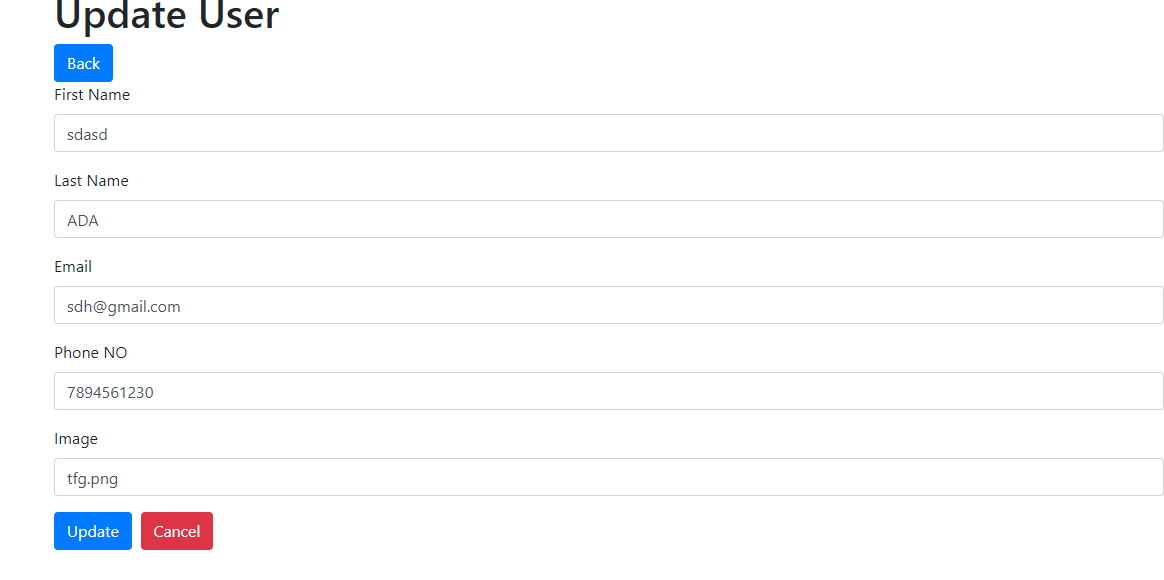 Update User
Back
First Name
sdasd
Last Name
ADA
Email
sdh@gmail.com
Phone NO
7894561230
Image
tfg.png
Update Cancel